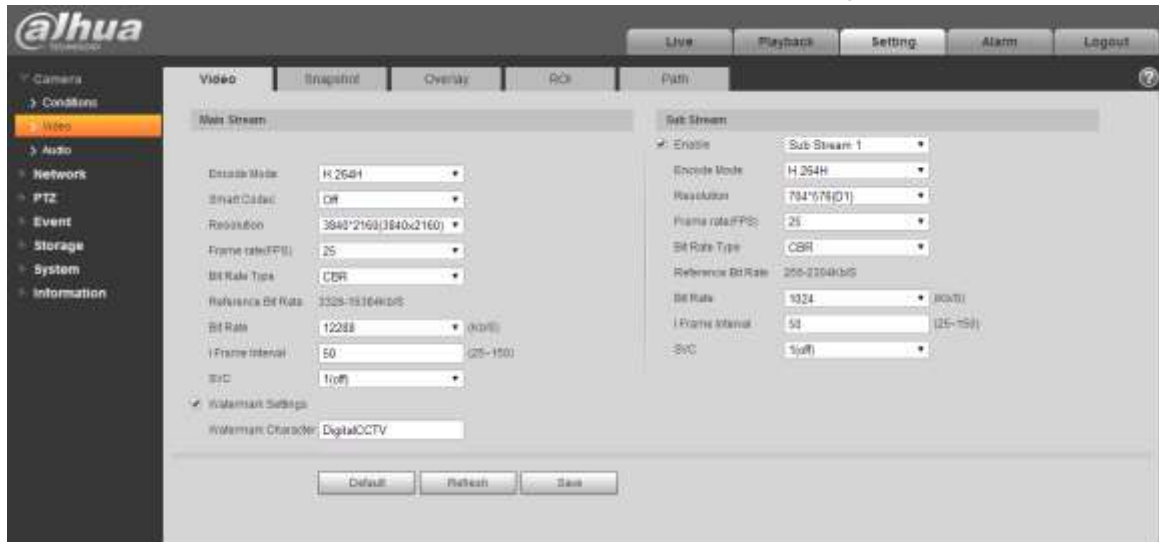 alhua
TECHNOLOGY
Live
Playback
Setting
Alarm
Logout
Camera
Conditions
Video
Audio
Network
PTZ
Event
Storage
System
Information
Video
Snapshot
Overlay
ROI
Path
Main Stream
Encode Mode H.264H
Smart Codec Off
Resolution 3840*2160(3840x2160)
Frame rate(FPS) 25
Bit Rate Type CBR
Reference Bit Rate
Bit Rate 12288 (Kb/S)
I Frame Interval 50 (25~150)
SVC 1(off)
Watermark Settings
Watermark Character DigitalCCTV
Sub Stream
Enable Sub Stream 1
Encode Mode H.264H
Resolution 704*576(D1)
Frame rate(FPS) 25
Bit Rate Type CBR
Reference Bit Rate 256-2304Kb/S
Bit Rate 1024 (Kb/S)
I Frame Interval 50 (25~150)
SVC 1(off)
Default
Refresh
Save